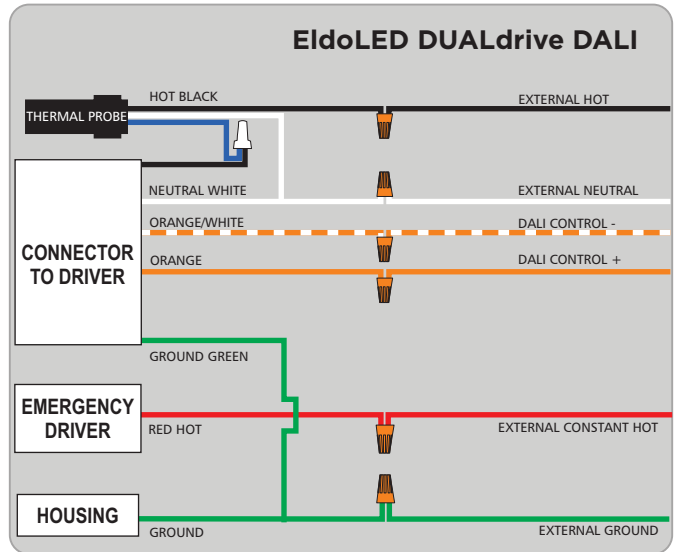 EldoLED DUALdrive DALI
HOT BLACK
EXTERNAL HOT
THERMAL PROBE
NEUTRAL WHITE
EXTERNAL NEUTRAL
ORANGE/WHITE
DALI CONTROL -
CONNECTOR
TO DRIVER
ORANGE
DALI CONTROL +
GROUND GREEN
EMERGENCY
DRIVER
RED HOT
EXTERNAL CONSTANT HOT
HOUSING
GROUND
EXTERNAL GROUND